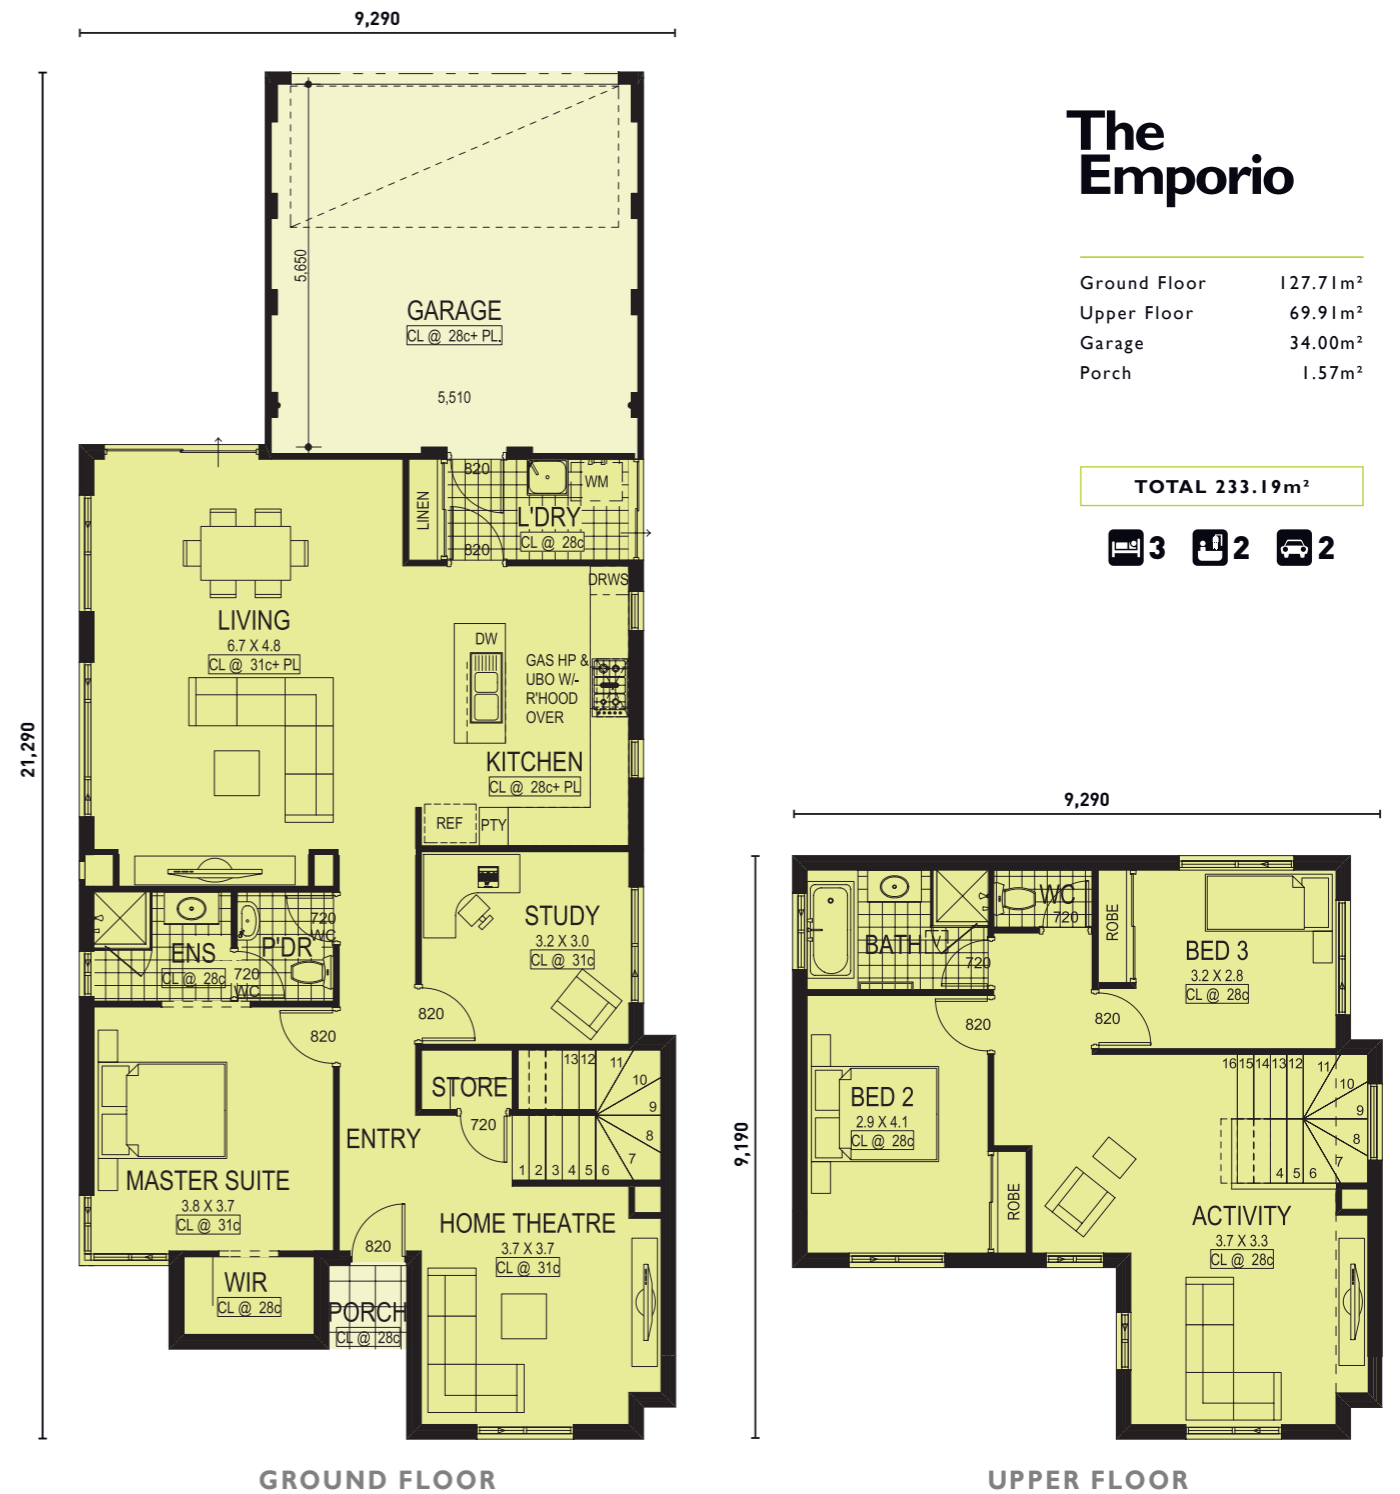 9,290
21,290
5,650
GARAGE
CL @ 28c+ PL.
5,510
820
WM
LINEN
L'DRY
CL @ 28c
820
DRWS
LIVING
6.7 X 4.8
CL @ 31c+ PL
DW
GAS HP &
UBO W/-
R'HOOD
OVER
KITCHEN
CL @ 28c+ PL
REF
PTY
STUDY
3.2 X 3.0
CL @ 31c
720
WC
ENS
CL @ 28c
P'DR
720
WC
820
820
STORE
720
13 12 11 10 9 8 7
1 2 3 4 5 6
ENTRY
MASTER SUITE
3.8 X 3.7
CL @ 31c
HOME THEATRE
3.7 X 3.7
CL @ 31c
820
WIR
CL @ 28c
PORCH
CL @ 28c
GROUND FLOOR
The
Emporio
Ground Floor 127.71m²
Upper Floor 69.91m²
Garage 34.00m²
Porch 1.57m²
TOTAL 233.19m²
3 2 2
9,290
9,190
BATH
720
WC
720
ROBE
BED 3
3.2 X 2.8
CL @ 28c
820
820
BED 2
2.9 X 4.1
CL @ 28c
ROBE
16 15 14 13 12 11 10 9 8 7
4 5 6
ACTIVITY
3.7 X 3.3
CL @ 28c
UPPER FLOOR